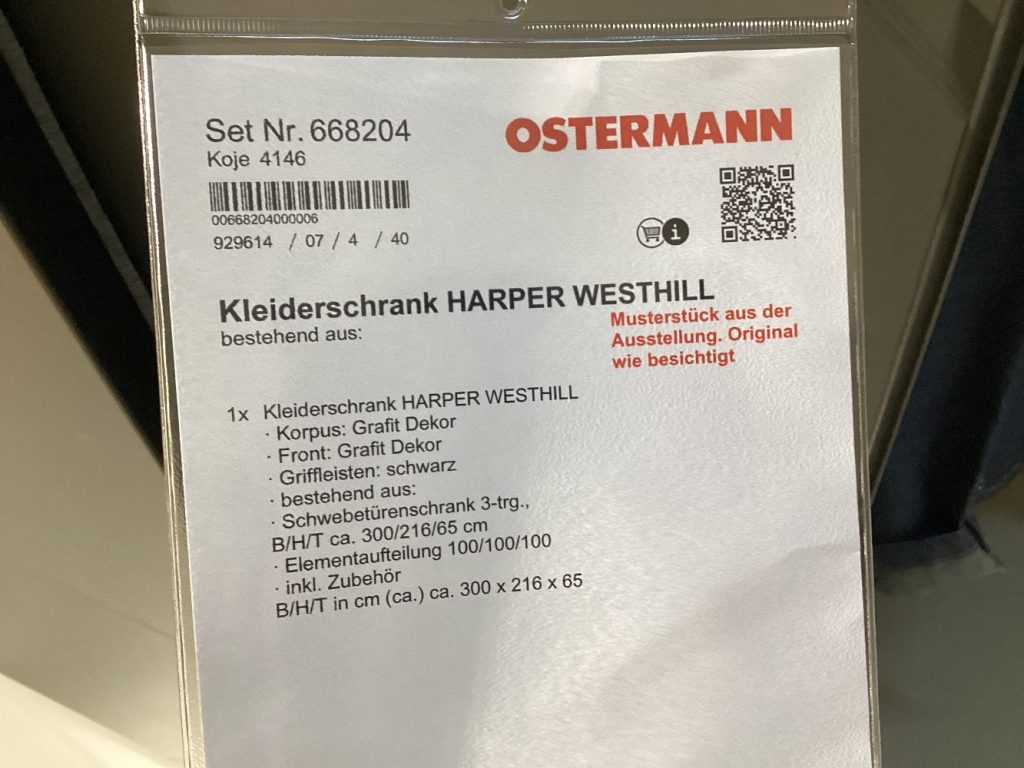 Set Nr. 668204
Koje 4146
OSTERMANN
00668204000006
929614 / 07 / 4 / 40
i
Kleiderschrank HARPER WESTHILL
bestehend aus:
Musterstück aus der
Ausstellung. Original
wie besichtigt
1x Kleiderschrank HARPER WESTHILL
· Korpus: Grafit Dekor
· Front: Grafit Dekor
· Griffleisten: schwarz
· bestehend aus:
· Schwebetürenschrank 3-trg.,
B/H/T ca. 300/216/65 cm
· Elementaufteilung 100/100/100
· inkl. Zubehör
B/H/T in cm (ca.) ca. 300 x 216 x 65